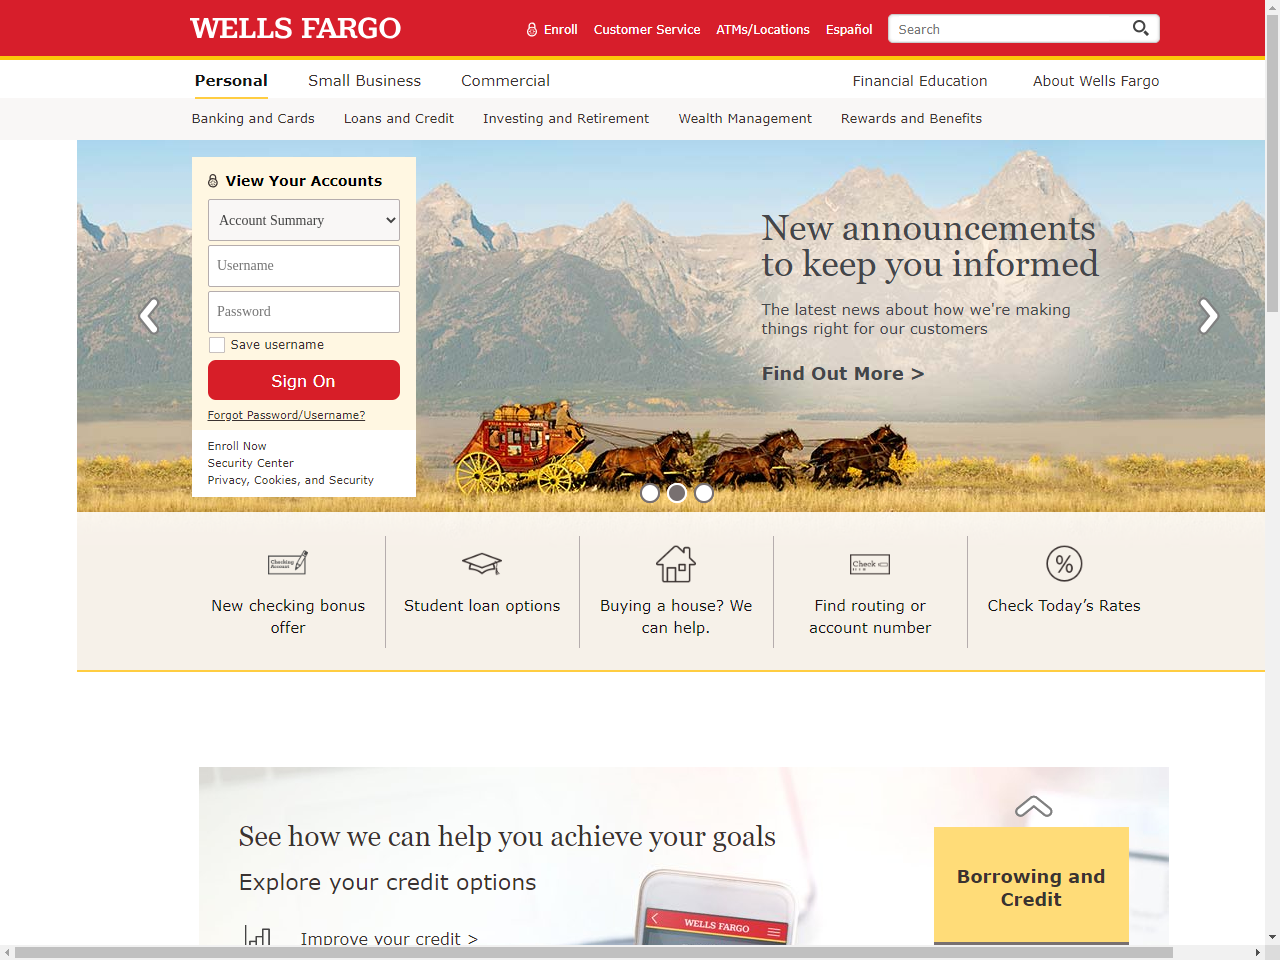 WELLS FARGO
Enroll Customer Service ATMs/Locations Español Search
Personal Small Business Commercial Financial Education About Wells Fargo
Banking and Cards Loans and Credit Investing and Retirement Wealth Management Rewards and Benefits
View Your Accounts
Account Summary
Username
Password
Save username
Sign On
Forgot Password/Username?
Enroll Now
Security Center
Privacy, Cookies, and Security
New announcements
to keep you informed
The latest news about how we're making
things right for our customers
Find Out More >
Checking
Account
New checking bonus
offer
Student loan options
Buying a house? We
can help.
Check
Find routing or
account number
%
Check Today’s Rates
See how we can help you achieve your goals
Explore your credit options
Improve your credit >
WELLS FARGO
Borrowing and
Credit